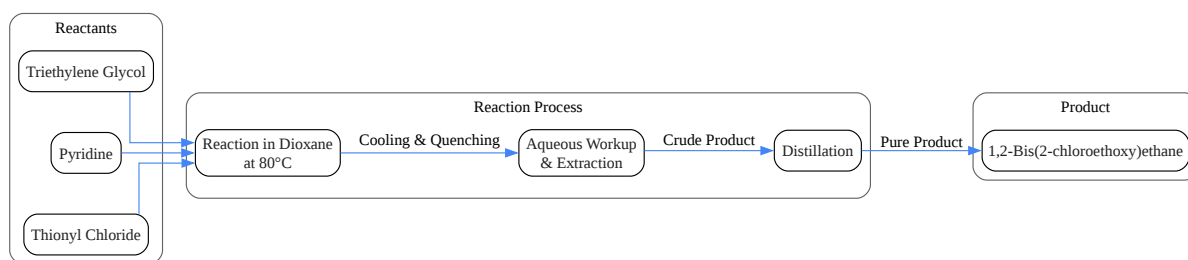 Reactants
Triethylene Glycol
Pyridine
Thionyl Chloride
Reaction Process
Reaction in Dioxane
at 80°C
Cooling & Quenching
Aqueous Workup
& Extraction
Crude Product
Distillation
Pure Product
Product
1,2-Bis(2-chloroethoxy)ethane